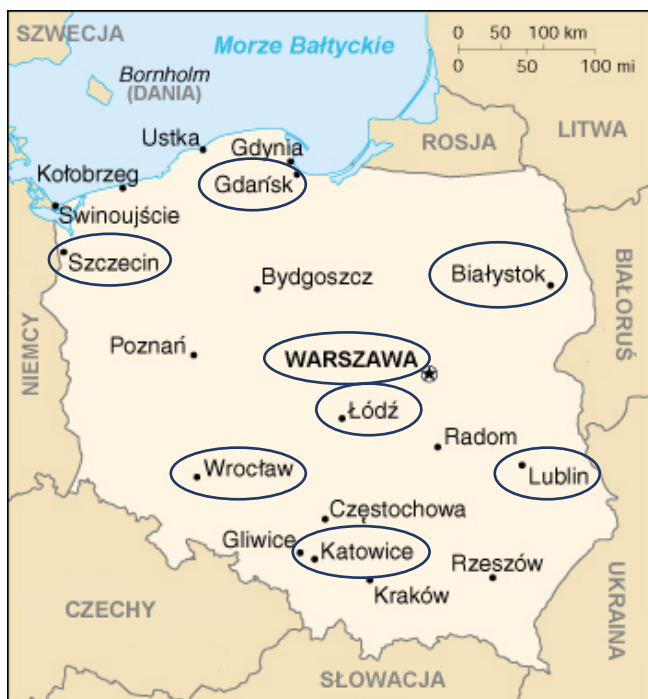 SZWECJA
Morze Bałtyckie
0 50 100 km
0 50 100 mi
Bornholm
(DANIA)
LITWA
ROSJA
Ustka
Gdynia
Gdańsk
Kołobrzeg
Świnoujście
Szczecin
Bydgoszcz
Białystok
BIAŁORUŚ
NIEMCY
Poznań
WARSZAWA
Łódź
Radom
Wrocław
Lublin
Częstochowa
Gliwice
Katowice
Kraków
Rzeszów
UKRAINA
CZECHY
SŁOWACJA